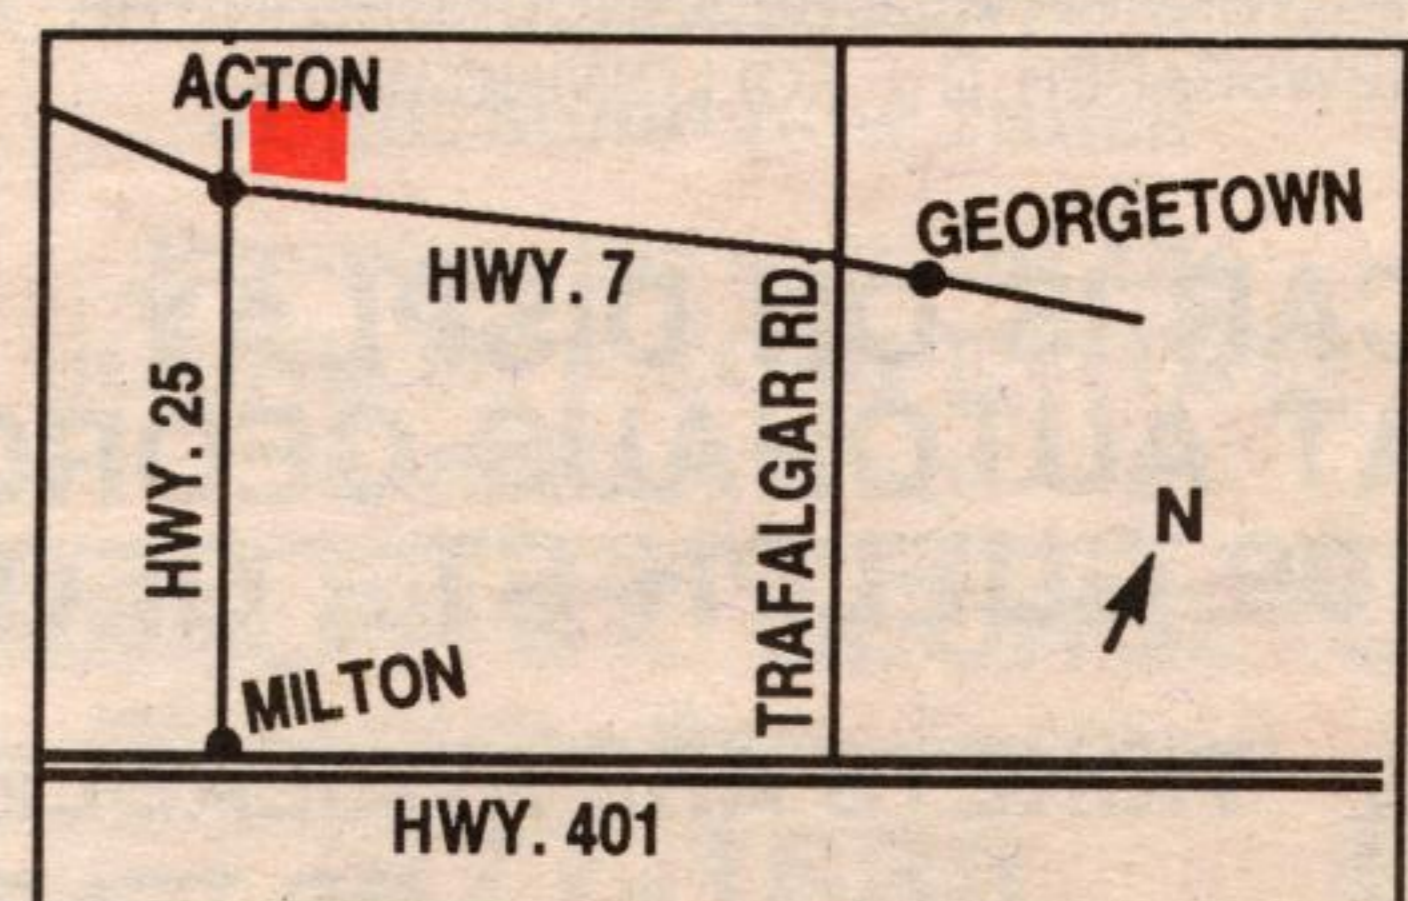 ACTON
GEORGETOWN
HWY. 7
TRAFALGAR RD.
HWY. 25
N
MILTON
HWY. 401